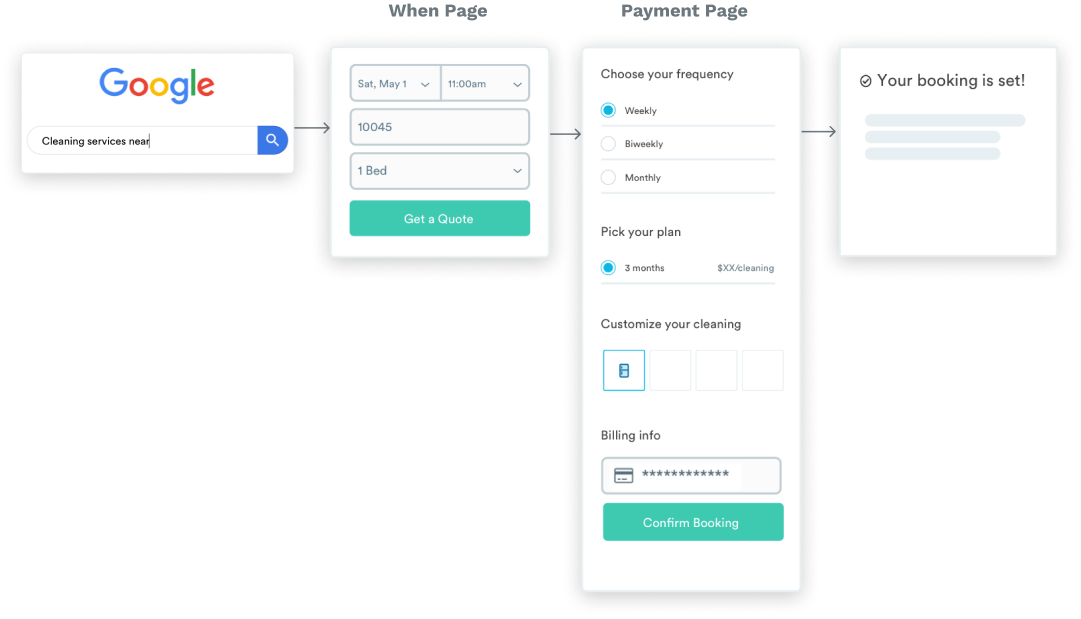 When Page
Payment Page
Google
Cleaning services near
Sat, May 1
11:00am
10045
1 Bed
Get a Quote
Choose your frequency
Weekly
Biweekly
Monthly
Pick your plan
3 months $XX/cleaning
Customize your cleaning
Billing info
************
Confirm Booking
Your booking is set!